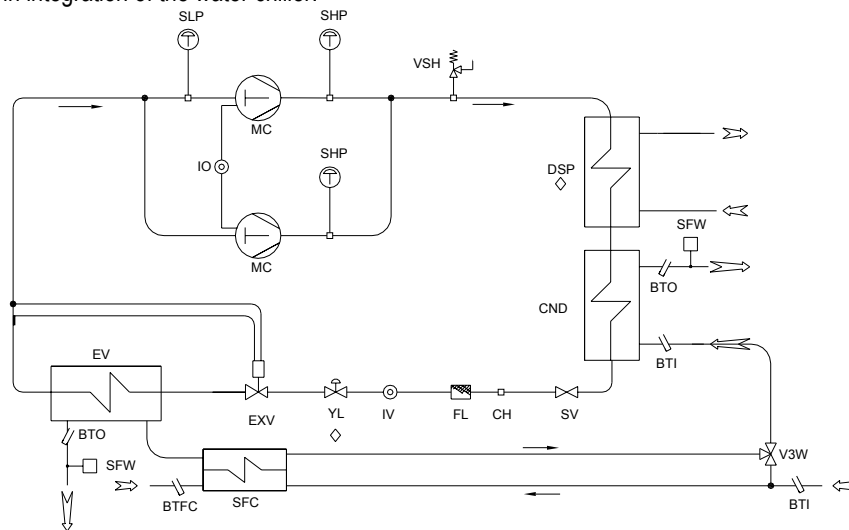 in integration of the water chiller.
SLP
SHP
VSH
MC
IO
SHP
DSP
SFW
MC
BTO
CND
BTI
EV
EXV
YL
IV
FL
CH
SV
BTO
SFW
V3W
BTFC
SFC
BTI